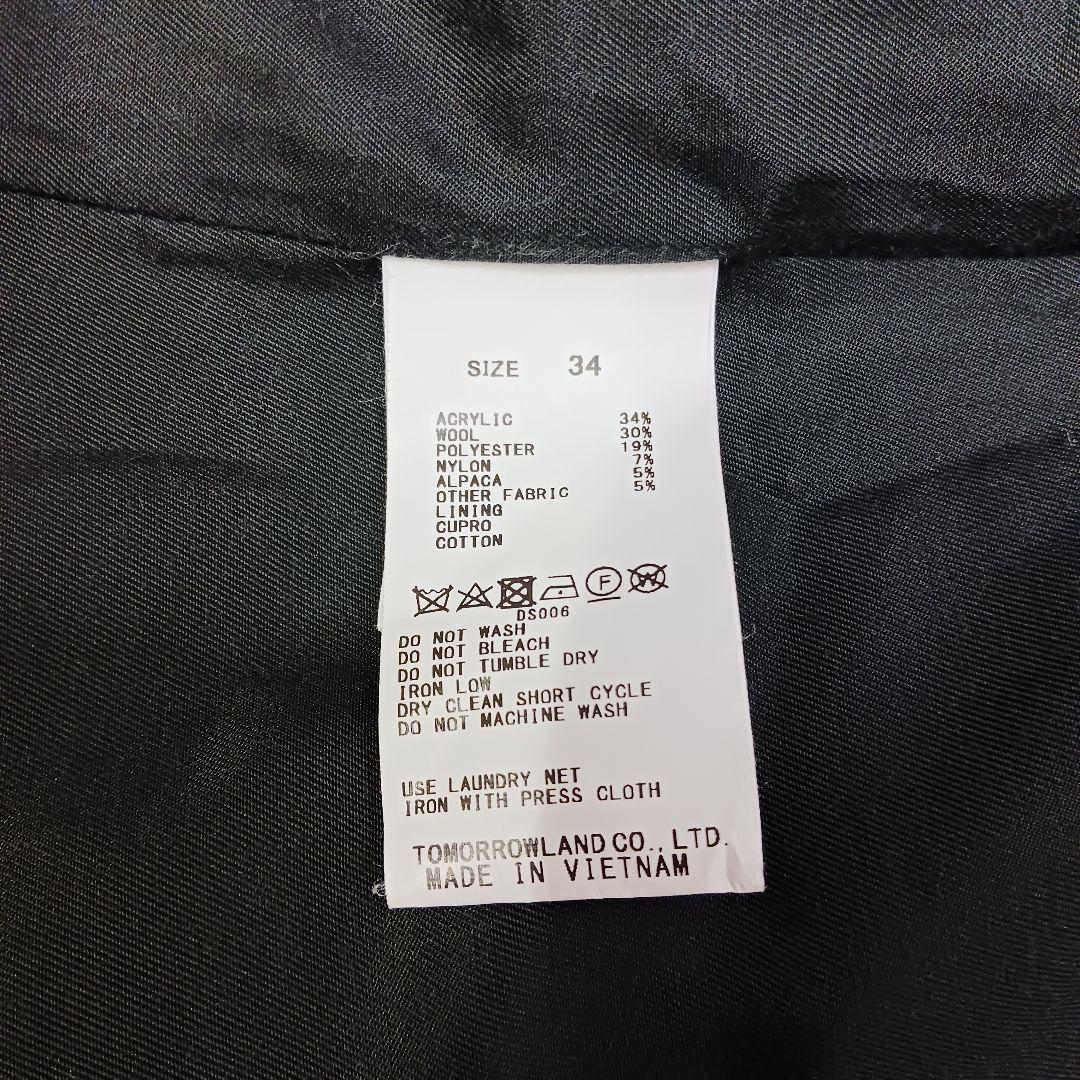 SIZE 34
ACRYLIC 34%
WOOL 30%
POLYESTER 19%
NYLON 7%
ALPACA 5%
OTHER FABRIC 5%
LINING
CUPRO
COTTON
F W
DS006
DO NOT WASH
DO NOT BLEACH
DO NOT TUMBLE DRY
IRON LOW
DRY CLEAN SHORT CYCLE
DO NOT MACHINE WASH
USE LAUNDRY NET
IRON WITH PRESS CLOTH
TOMORROWLAND CO., LTD.
MADE IN VIETNAM